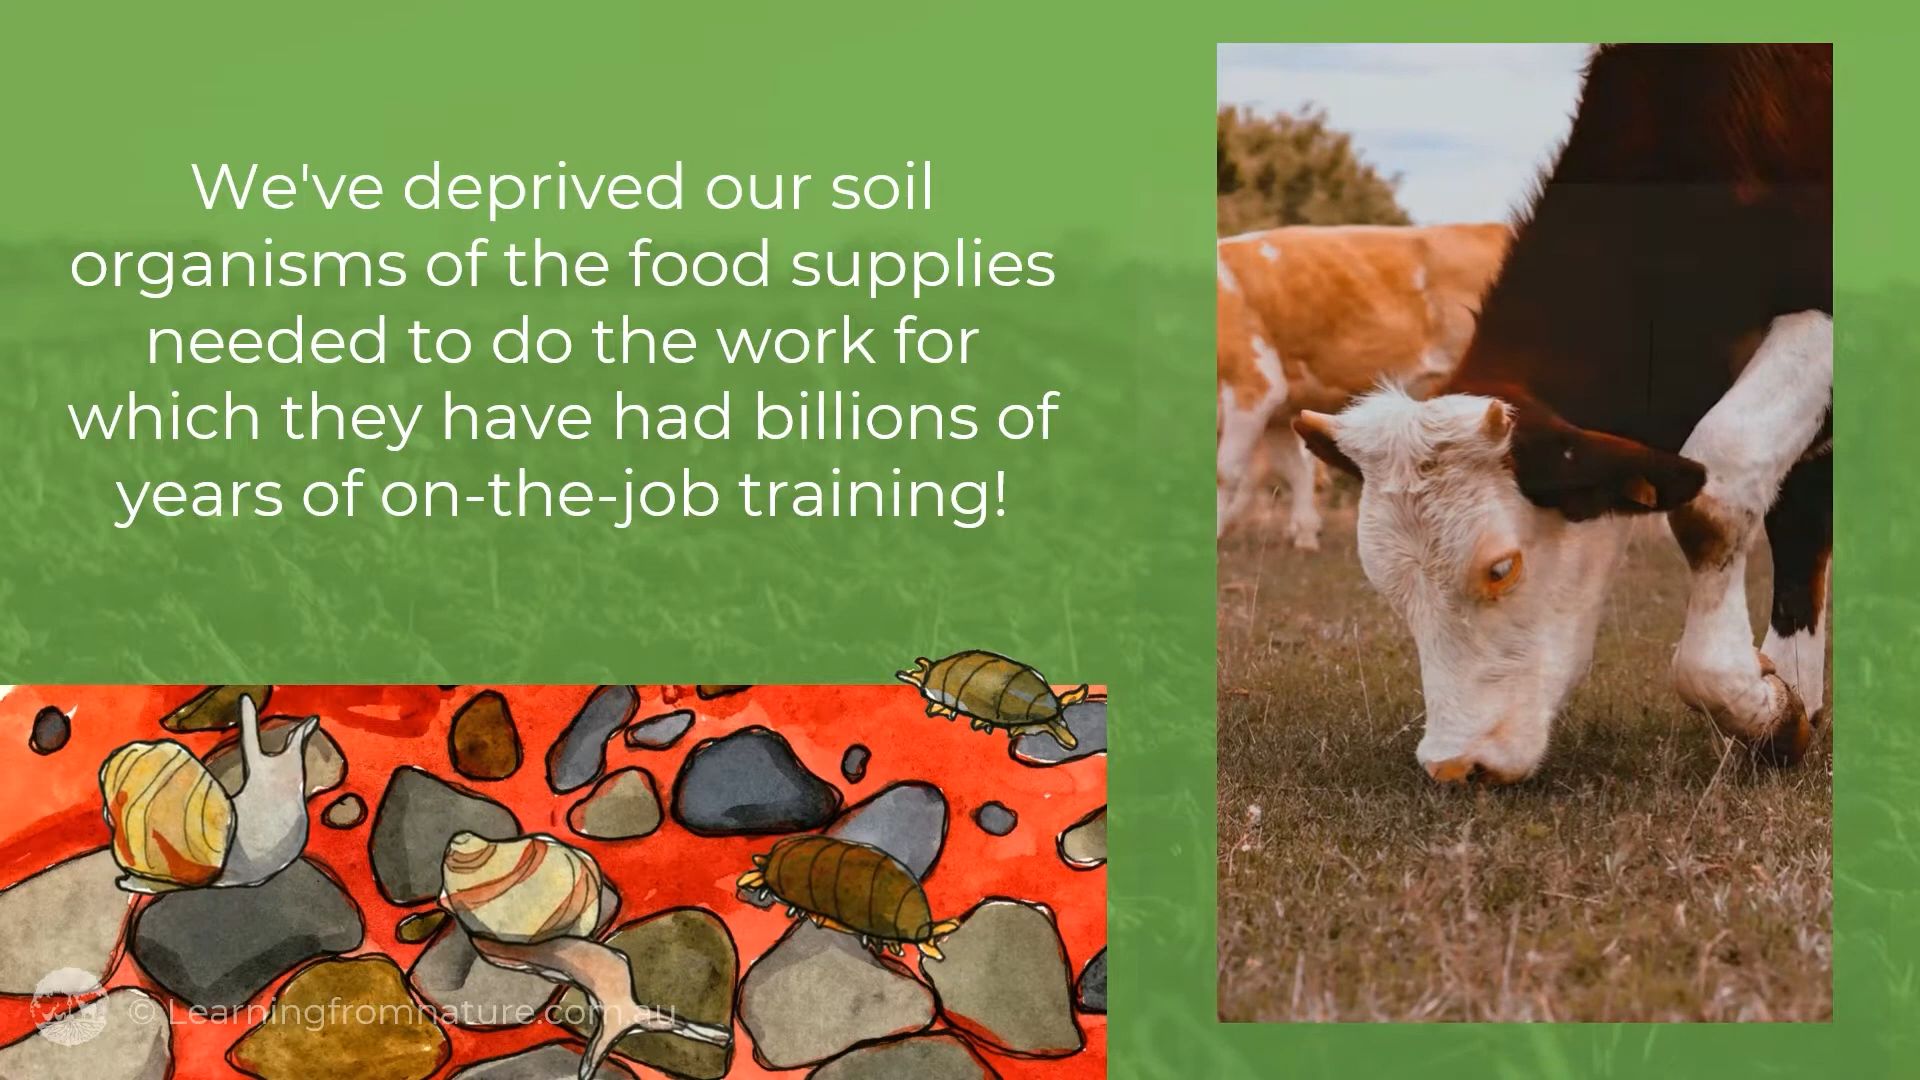 We've deprived our soil
organisms of the food supplies
needed to do the work for
which they have had billions of
years of on-the-job training!
© Learningfromnature.com.au